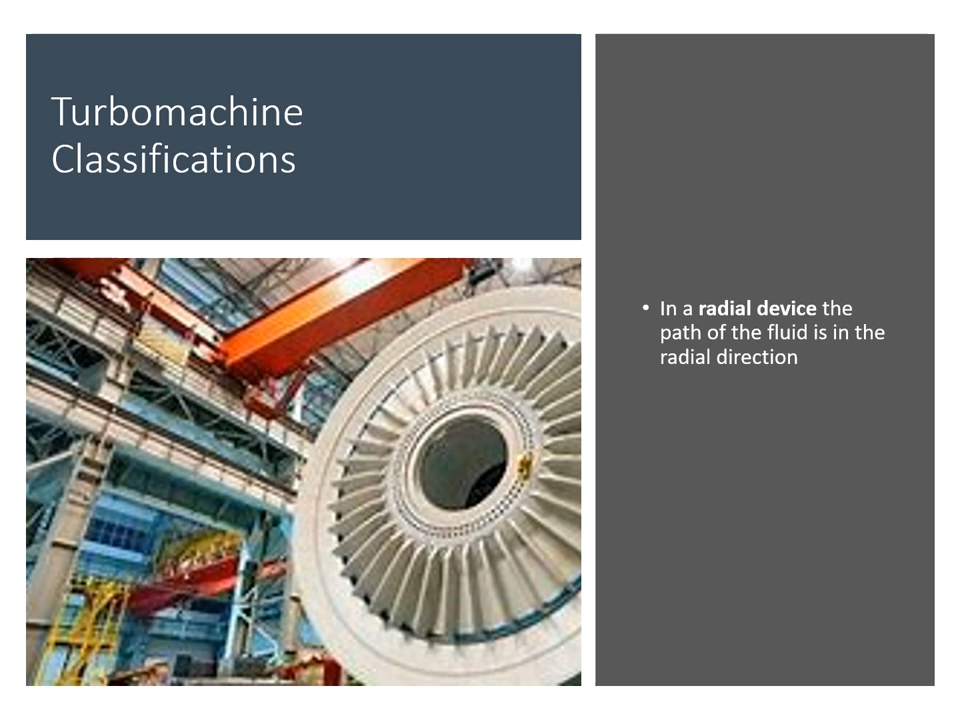 Turbomachine
Classifications
• In a radial device the
path of the fluid is in the
radial direction